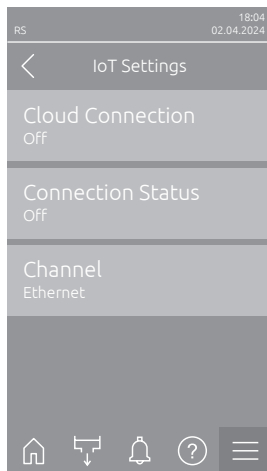 18:04
RS 02.04.2024
IoT Settings
Cloud Connection
Off
Connection Status
Off
Channel
Ethernet
?